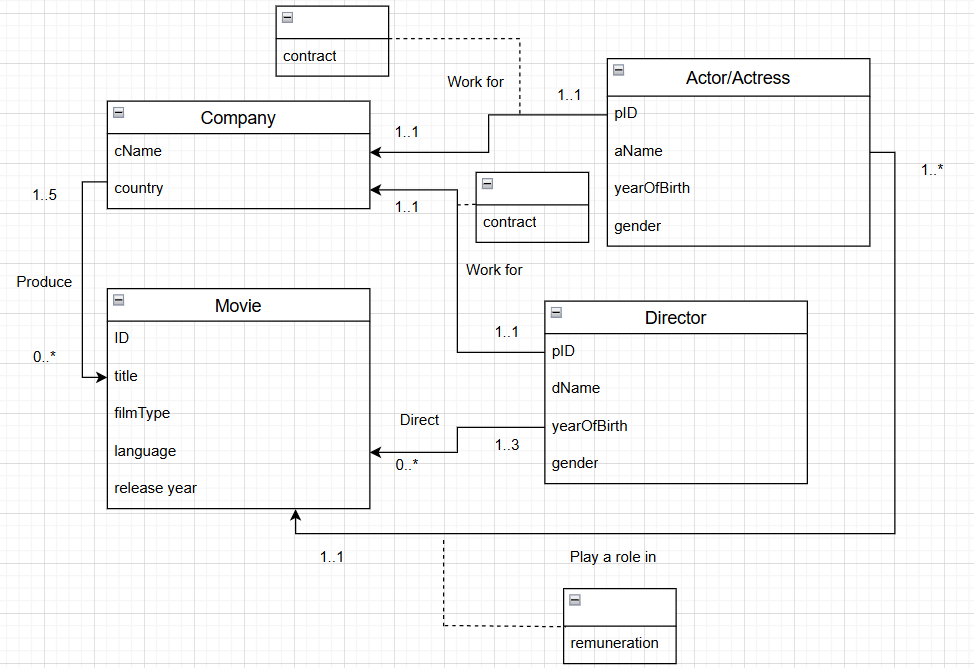 contract
Work for
1..1
Actor/Actress
pID
aName
yearOfBirth
gender
1..*
Company
cName
country
1..1
1..1
contract
Work for
1..5
Produce
0..*
Movie
ID
title
filmType
language
release year
Director
pID
dName
yearOfBirth
gender
1..1
Direct
1..3
0..*
1..1
Play a role in
remuneration